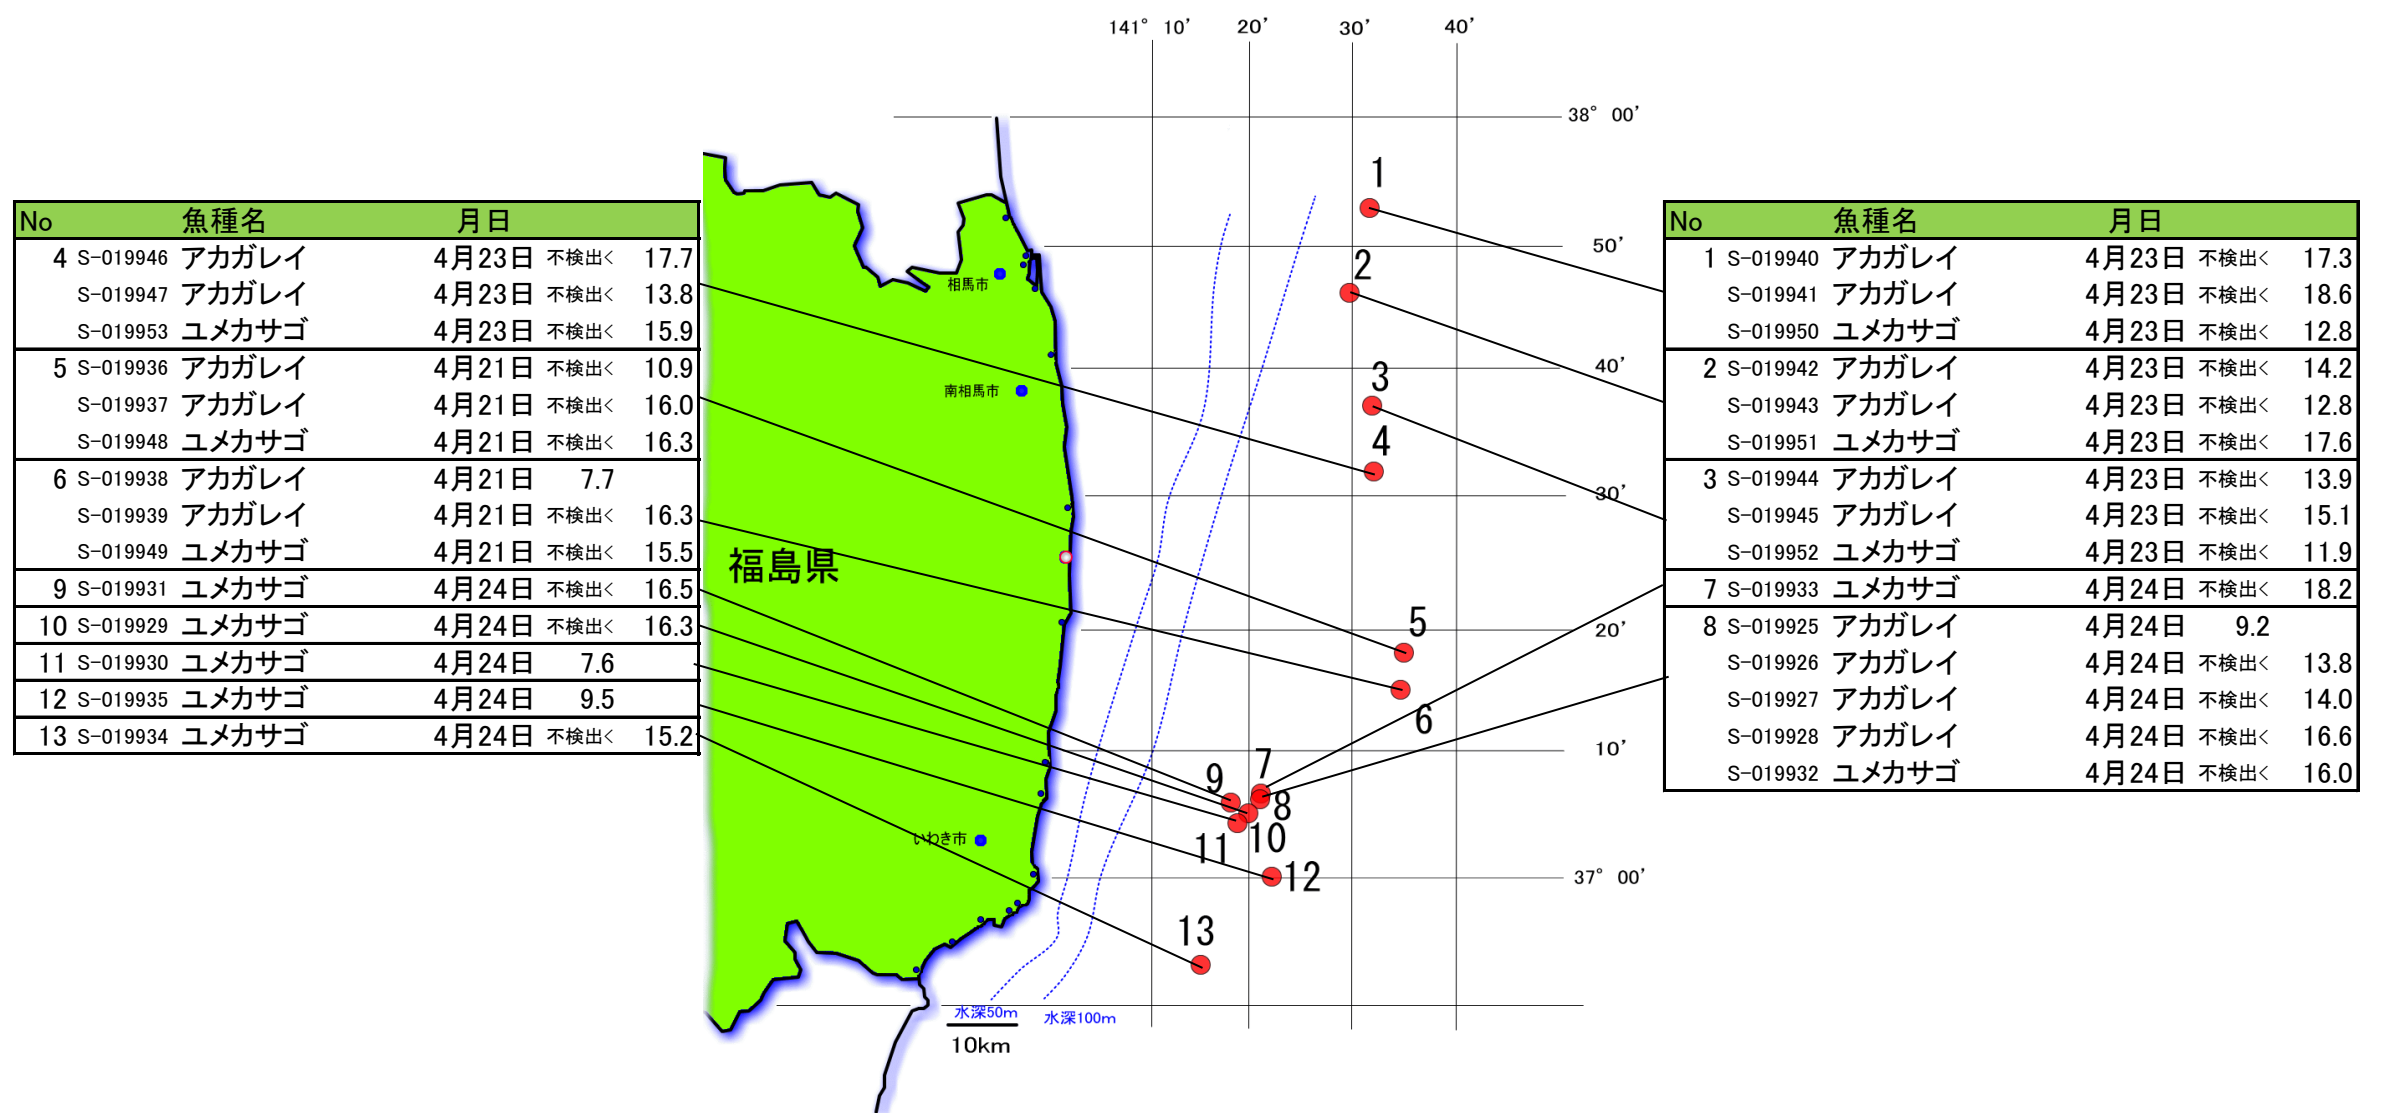 141° 10’ 20’ 30’ 40’
38° 00’
50’
40’
30’
20’
10’
37° 00’
No 魚種名 月日
4 S-019946 アカガレイ 4月23日 不検出< 17.7
S-019947 アカガレイ 4月23日 不検出< 13.8
S-019953 ユメカサゴ 4月23日 不検出< 15.9
5 S-019936 アカガレイ 4月21日 不検出< 10.9
S-019937 アカガレイ 4月21日 不検出< 16.0
S-019948 ユメカサゴ 4月21日 不検出< 16.3
6 S-019938 アカガレイ 4月21日 7.7
S-019939 アカガレイ 4月21日 不検出< 16.3
S-019949 ユメカサゴ 4月21日 不検出< 15.5
9 S-019931 ユメカサゴ 4月24日 不検出< 16.5
10 S-019929 ユメカサゴ 4月24日 不検出< 16.3
11 S-019930 ユメカサゴ 4月24日 7.6
12 S-019935 ユメカサゴ 4月24日 9.5
13 S-019934 ユメカサゴ 4月24日 不検出< 15.2
相馬市
南相馬市
福島県
いわき市
1
2
3
4
5
6
7
9
8
10
11
12
13
水深50m
水深100m
10km
No 魚種名 月日
1 S-019940 アカガレイ 4月23日 不検出< 17.3
S-019941 アカガレイ 4月23日 不検出< 18.6
S-019950 ユメカサゴ 4月23日 不検出< 12.8
2 S-019942 アカガレイ 4月23日 不検出< 14.2
S-019943 アカガレイ 4月23日 不検出< 12.8
S-019951 ユメカサゴ 4月23日 不検出< 17.6
3 S-019944 アカガレイ 4月23日 不検出< 13.9
S-019945 アカガレイ 4月23日 不検出< 15.1
S-019952 ユメカサゴ 4月23日 不検出< 11.9
7 S-019933 ユメカサゴ 4月24日 不検出< 18.2
8 S-019925 アカガレイ 4月24日 9.2
S-019926 アカガレイ 4月24日 不検出< 13.8
S-019927 アカガレイ 4月24日 不検出< 14.0
S-019928 アカガレイ 4月24日 不検出< 16.6
S-019932 ユメカサゴ 4月24日 不検出< 16.0